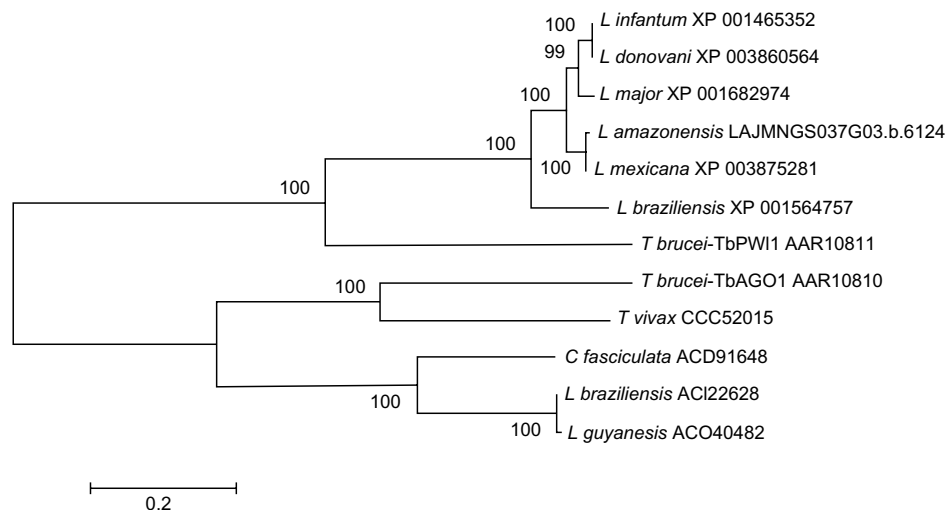 100
L infantum XP 001465352
99
L donovani XP 003860564
L major XP 001682974
100
L amazonensis LAJMNGS037G03.b.6124
100
100
L mexicana XP 003875281
100
L braziliensis XP 001564757
T brucei-TbPWI1 AAR10811
100
T brucei-TbAGO1 AAR10810
T vivax CCC52015
C fasciculata ACD91648
100
L braziliensis ACI22628
100
L guyanesis ACO40482
0.2